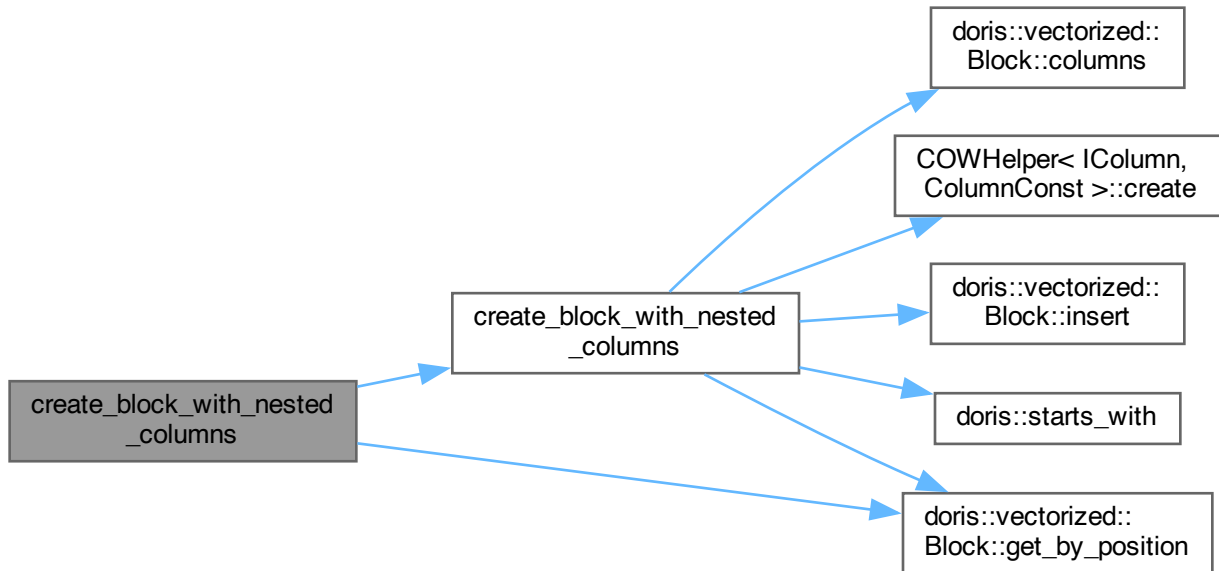 doris::vectorized::
Block::columns
COWHelper< IColumn,
ColumnConst >::create
doris::vectorized::
Block::insert
create_block_with_nested
_columns
create_block_with_nested
_columns
doris::starts_with
doris::vectorized::
Block::get_by_position